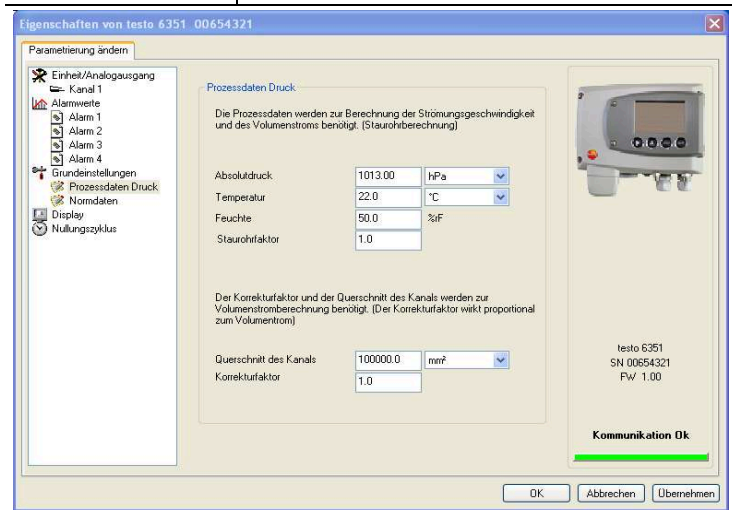 Eigenschaften von testo 6351 00654321
Parametrierung ändern
Einheit/Analogausgang
Kanal 1
Alarmwerte
Alarm 1
Alarm 2
Alarm 3
Alarm 4
Grundeinstellungen
Prozessdaten Druck
Normdaten
Display
Nullungszyklus
Prozessdaten Druck
Die Prozessdaten werden zur Berechnung der Strömungsgeschwindigkeit
und des Volumenstroms benötigt. (Staurohrberechnung)
Absolutdruck 1013.00 hPa
Temperatur 22.0 °C
Feuchte 50.0 %rF
Staurohrfaktor 1.0
Der Korrekturfaktor und der Querschnitt des Kanals werden zur
Volumenstromberechnung benötigt. (Der Korrekturfaktor wirkt proportional
zum Volumentrom)
Querschnitt des Kanals 100000.0 mm²
Korrekturfaktor 1.0
testo 6351
SN 00654321
FW 1.00
Kommunikation Ok
OK Abbrechen Übernehmen